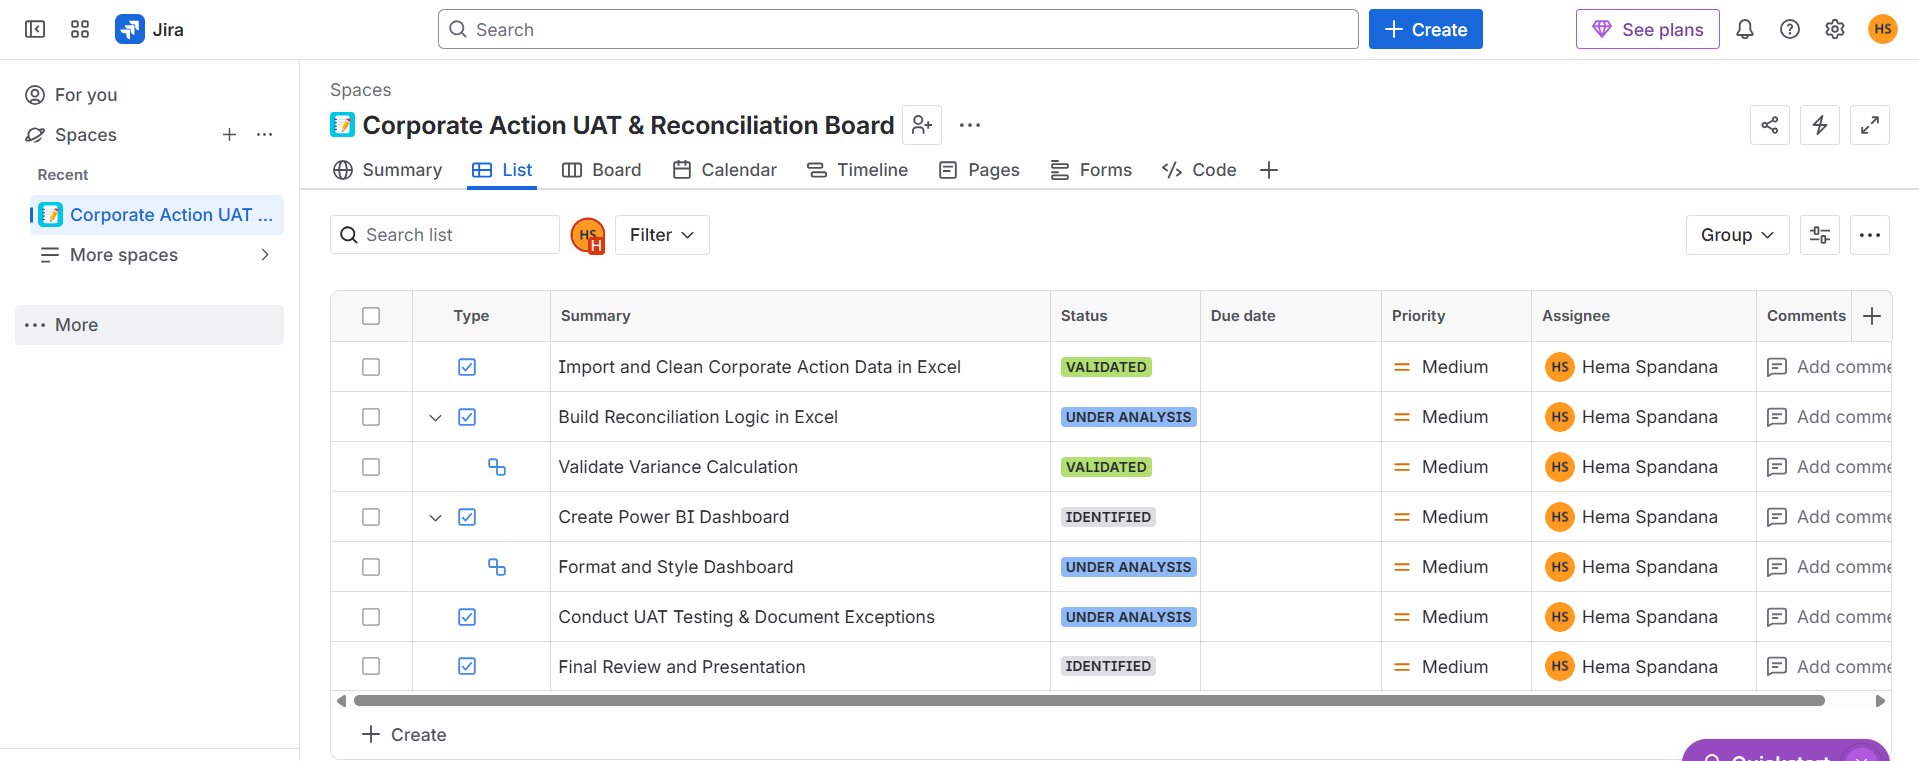 Jira
Search
Create
See plans
HS
For you
Spaces
Recent
Corporate Action UAT ...
More spaces
More
Spaces
Corporate Action UAT & Reconciliation Board
Summary
List
Board
Calendar
Timeline
Pages
Forms
Code
Search list
HS
H
Filter
Group
Type Summary Status Due date Priority Assignee Comments
Import and Clean Corporate Action Data in Excel VALIDATED Medium HS Hema Spandana Add comme
Build Reconciliation Logic in Excel UNDER ANALYSIS Medium HS Hema Spandana Add comme
Validate Variance Calculation VALIDATED Medium HS Hema Spandana Add comme
Create Power BI Dashboard IDENTIFIED Medium HS Hema Spandana Add comme
Format and Style Dashboard UNDER ANALYSIS Medium HS Hema Spandana Add comme
Conduct UAT Testing & Document Exceptions UNDER ANALYSIS Medium HS Hema Spandana Add comme
Final Review and Presentation IDENTIFIED Medium HS Hema Spandana Add comme
Create
Quickstart